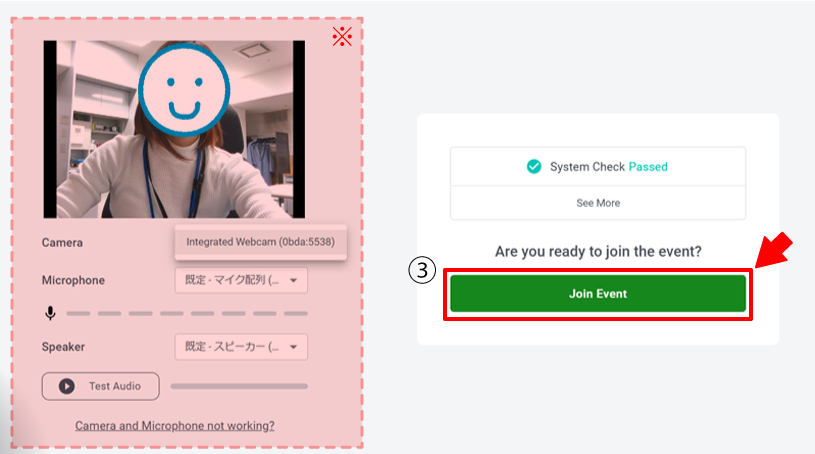 ※
Camera
Integrated Webcam (0bda:5538)
Microphone
既定 - マイク配列 (...
Speaker
既定 - スピーカー (...
Test Audio
Camera and Microphone not working?
System Check Passed
See More
Are you ready to join the event?
③
Join Event